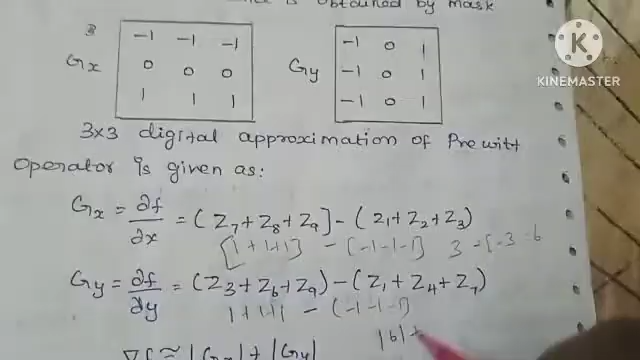 is obtained by mask
-1 -1 -1 -1 0 1
Gx 0 0 0 Gy -1 0 1
1 1 1 -1 0 1
KINEMASTER
3x3 digital approximation of Prewitt
Operator is given as:
Gx = ∂f/∂x = (Z7+Z8+Z9] - (Z1+Z2+Z3)
[1+1+1] - [-1-1-1] 3-[-3 = 6
Gy = ∂f/∂y = (Z3+Z6+Z9) - (Z1+Z4+Z7)
1+1+1 - (-1-1-1)
|6|+
∇f ≈ |Gx| + |Gy|